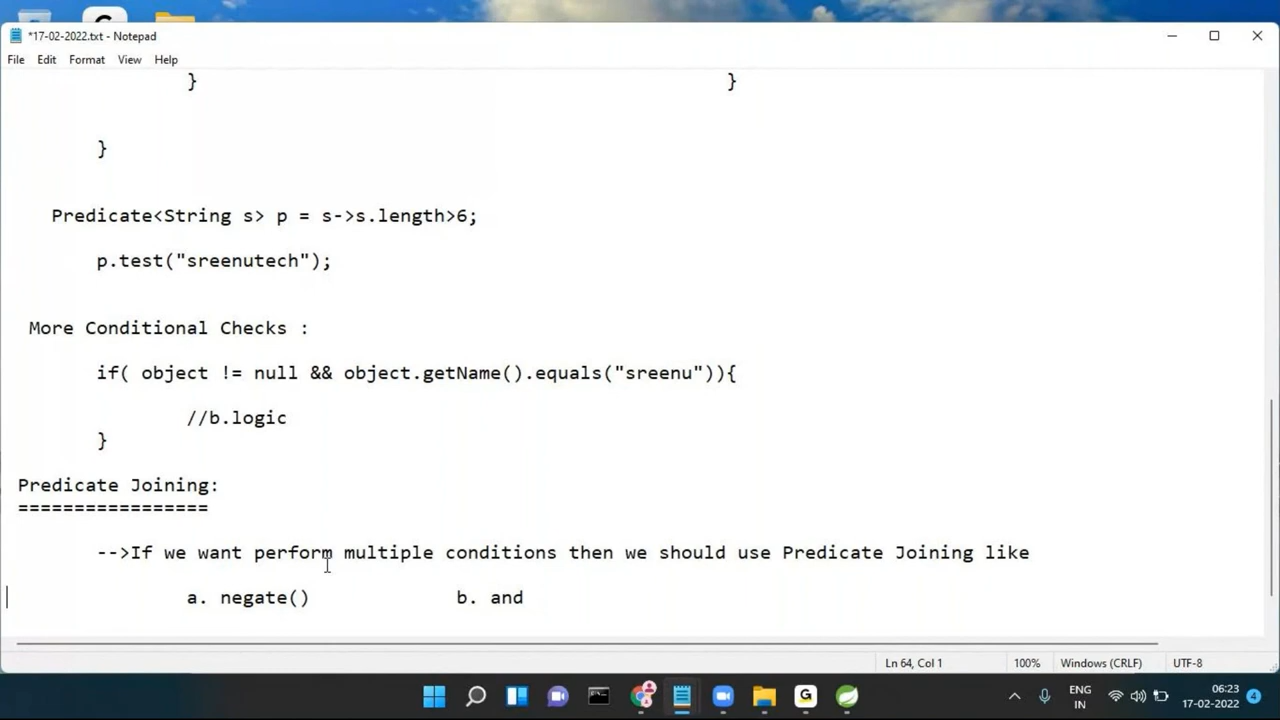 *17-02-2022.txt - Notepad
File Edit Format View Help
} }
}
Predicate<String s> p = s->s.length>6;
p.test("sreenutech");
More Conditional Checks :
if( object != null && object.getName().equals("sreenu")){
//b.logic
}
Predicate Joining:
=================
-->If we want perform multiple conditions then we should use Predicate Joining like
a. negate() b. and
Ln 64, Col 1 100% Windows (CRLF) UTF-8
ENG
IN
06:23
17-02-2022
4